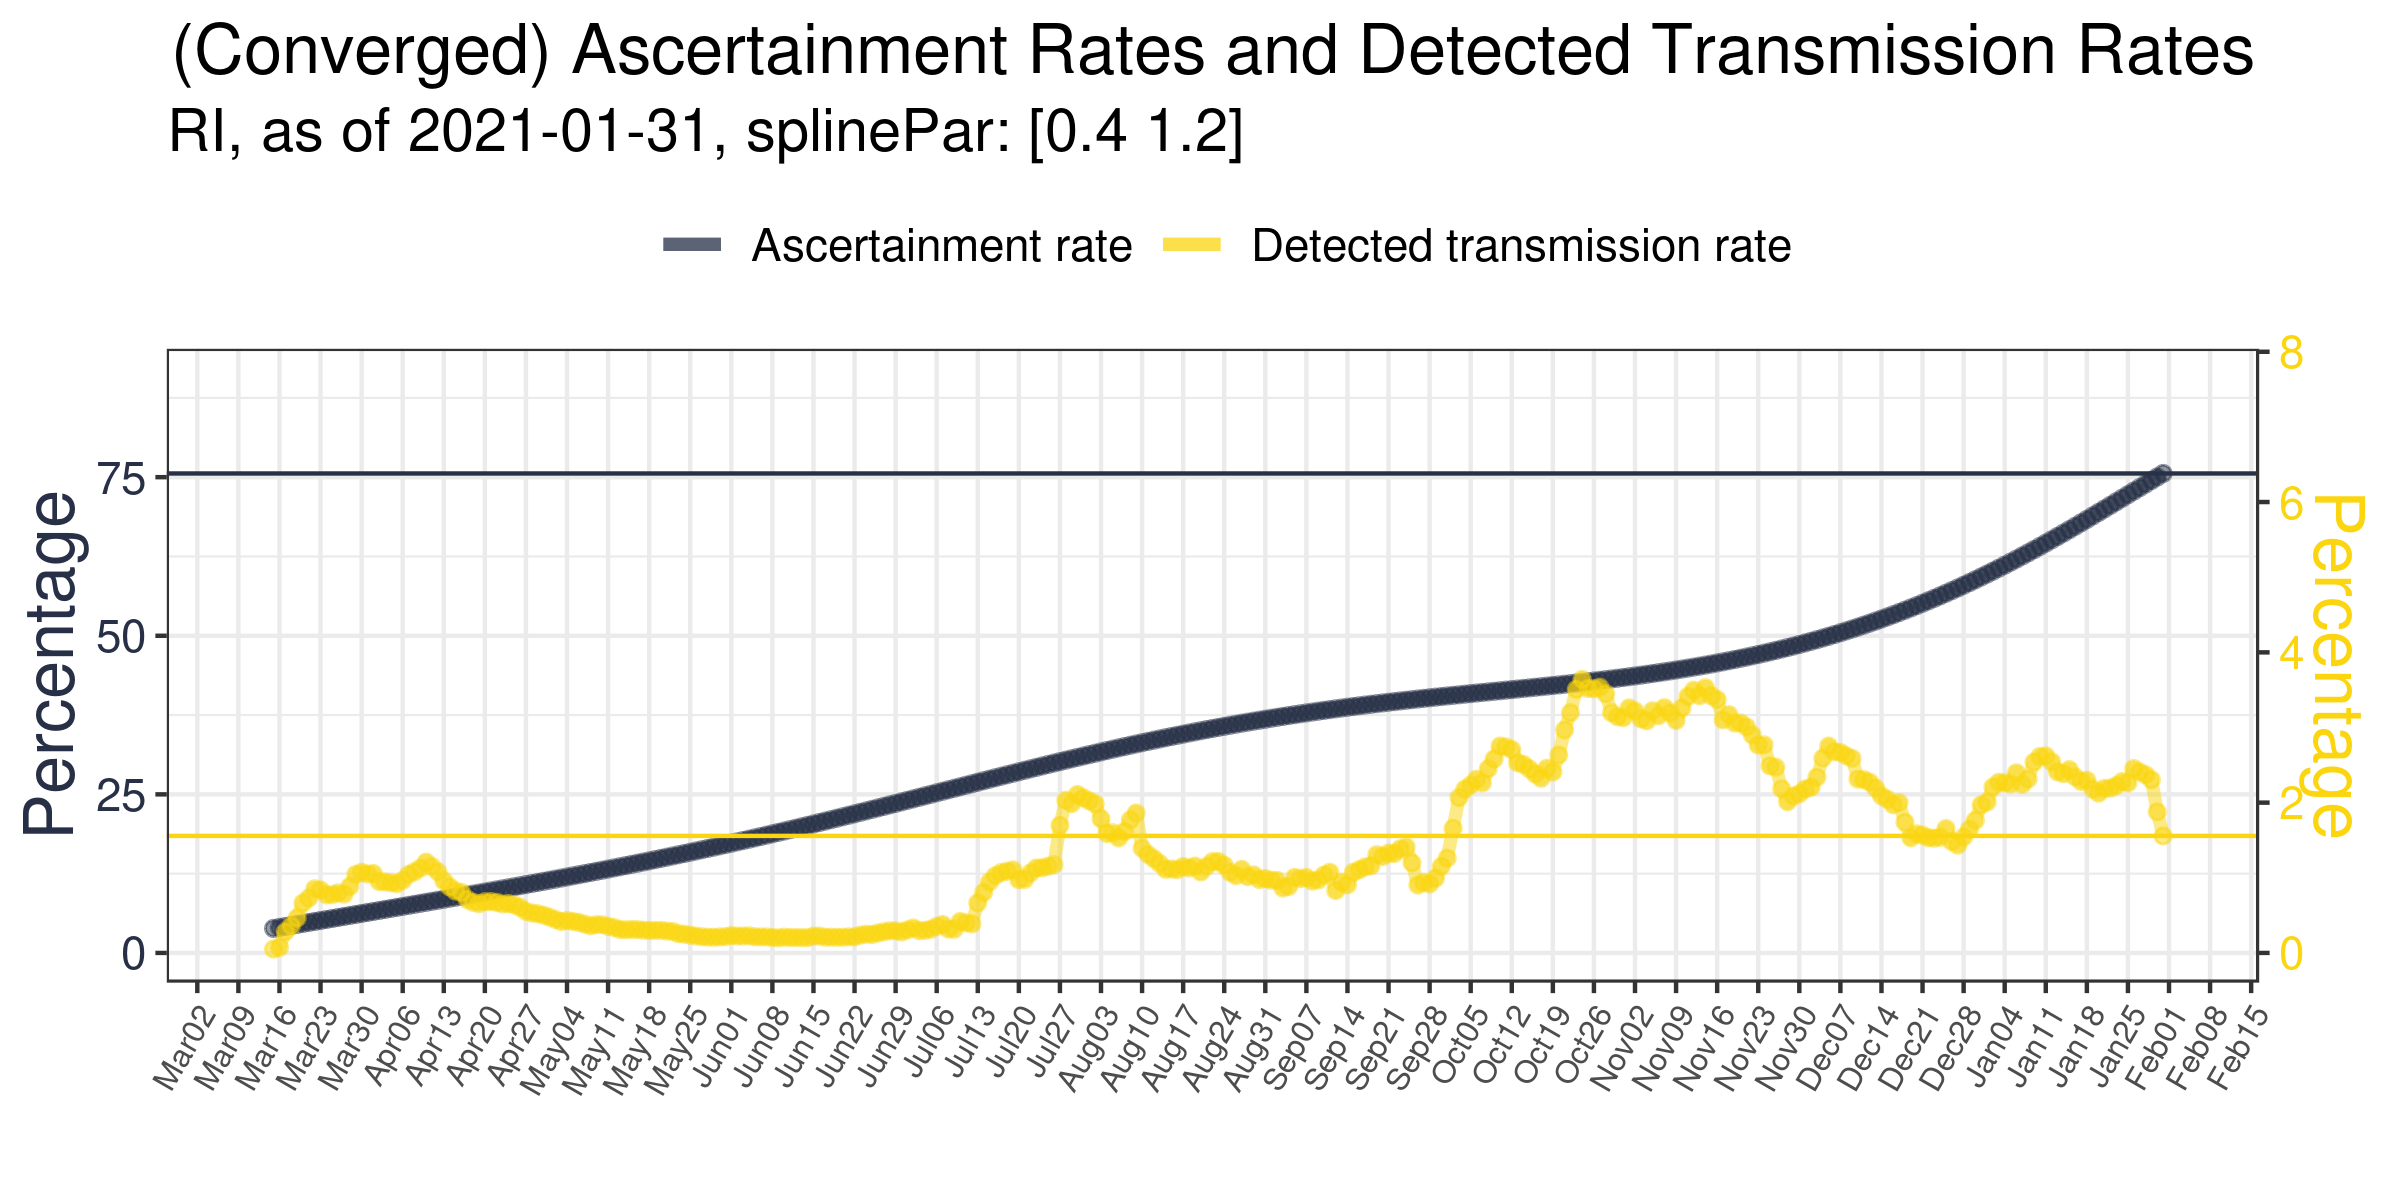 (Converged) Ascertainment Rates and Detected Transmission Rates
RI, as of 2021-01-31, splinePar: [0.4 1.2]
Ascertainment rate Detected transmission rate
Percentage
75
50
25
0
8
6
4
2
0
Percentage
Mar02 Mar09 Mar16 Mar23 Mar30 Apr06 Apr13 Apr20 Apr27 May04 May11 May18 May25 Jun01 Jun08 Jun15 Jun22 Jun29 Jul06 Jul13 Jul20 Jul27 Aug03 Aug10 Aug17 Aug24 Aug31 Sep07 Sep14 Sep21 Sep28 Oct05 Oct12 Oct19 Oct26 Nov02 Nov09 Nov16 Nov23 Nov30 Dec07 Dec14 Dec21 Dec28 Jan04 Jan11 Jan18 Jan25 Feb01 Feb08 Feb15